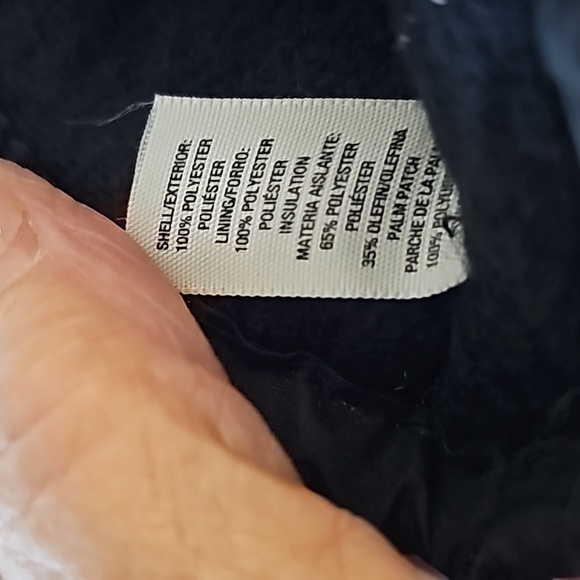 SHELL/EXTERIOR:
100% POLYESTER
POLIÉSTER
LINING/FORRO:
100% POLYESTER
POLIÉSTER
INSULATION
MATERIA AISLANTE:
65% POLYESTER
POLIÉSTER
35% OLEFIN/OLEFINA
PALM PATCH
PARCHE DE LA
100%